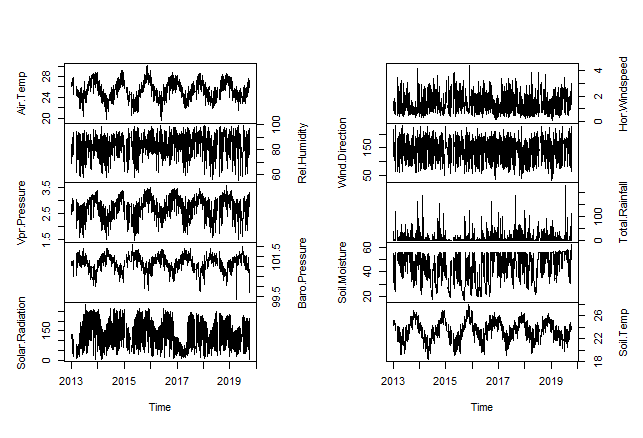 Air.Temp
20 24 28
Rel.Humidity
60 80 100
Vpr.Pressure
1.5 2.5 3.5
Baro.Pressure
99.5 101.5
Solar.Radiation
0 150
2013 2015 2017 2019
Time
Hor.Windspeed
0 2 4
Wind.Direction
50 150
Total.Rainfall
0 100
Soil.Moisture
20 40 60
Soil.Temp
18 22 26
2013 2015 2017 2019
Time